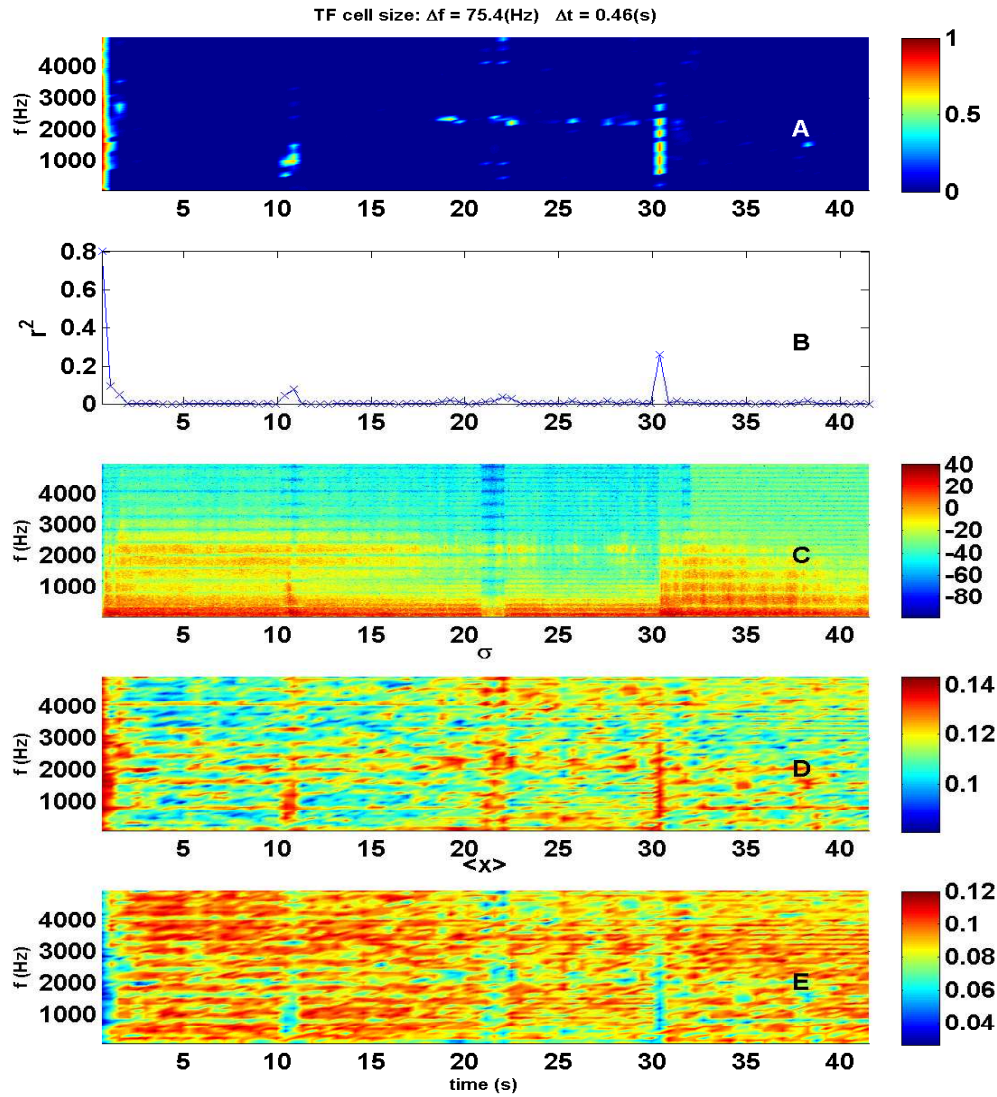 TF cell size: Δf = 75.4(Hz) Δt = 0.46(s)
f (Hz)
4000
3000
2000
1000
A
1
0.5
0
5 10 15 20 25 30 35 40
r²
0.8
0.6
0.4
0.2
0
B
5 10 15 20 25 30 35 40
f (Hz)
4000
3000
2000
1000
C
40
20
0
-20
-40
-60
-80
5 10 15 20 25 30 35 40
σ
f (Hz)
4000
3000
2000
1000
D
0.14
0.12
0.1
5 10 15 20 25 30 35 40
<x>
f (Hz)
4000
3000
2000
1000
E
0.12
0.1
0.08
0.06
0.04
5 10 15 20 25 30 35 40
time (s)